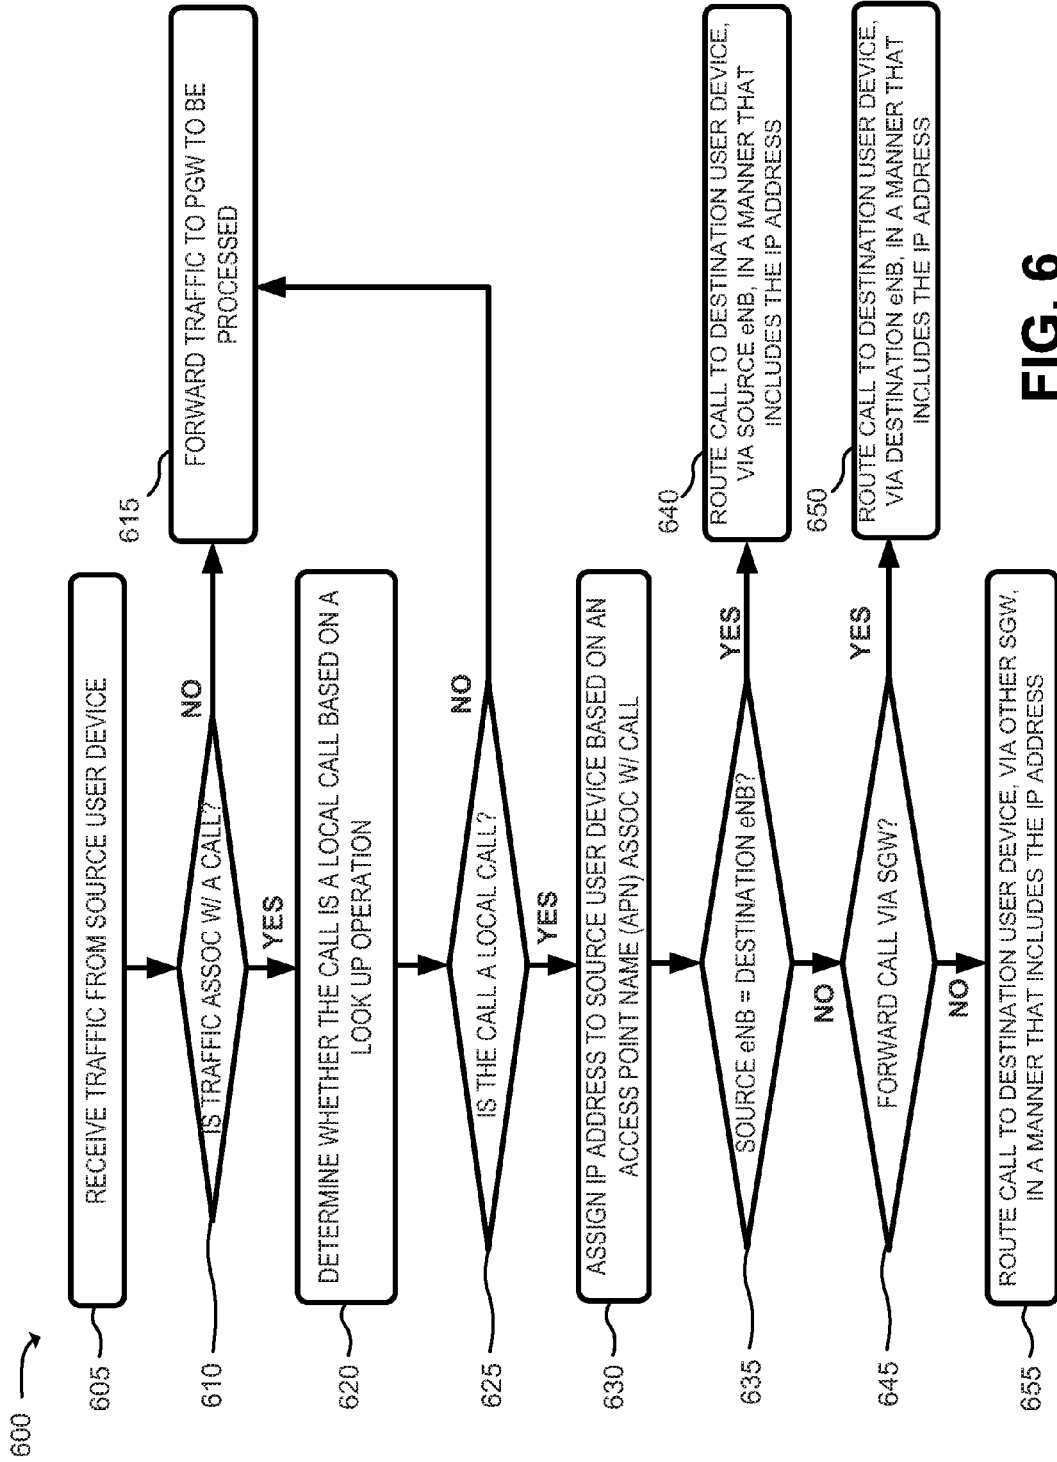 600
605
RECEIVE TRAFFIC FROM SOURCE USER DEVICE
610
IS TRAFFIC ASSOC W/ A CALL?
NO
YES
615
FORWARD TRAFFIC TO PGW TO BE
PROCESSED
620
DETERMINE WHETHER THE CALL IS A LOCAL CALL BASED ON A
LOOK UP OPERATION
625
IS THE CALL A LOCAL CALL?
NO
YES
630
ASSIGN IP ADDRESS TO SOURCE USER DEVICE BASED ON AN
ACCESS POINT NAME (APN) ASSOC W/ CALL
635
SOURCE eNB = DESTINATION eNB?
YES
NO
640
ROUTE CALL TO DESTINATION USER DEVICE,
VIA SOURCE eNB, IN A MANNER THAT
INCLUDES THE IP ADDRESS
645
FORWARD CALL VIA SGW?
YES
NO
650
ROUTE CALL TO DESTINATION USER DEVICE,
VIA DESTINATION eNB, IN A MANNER THAT
INCLUDES THE IP ADDRESS
655
ROUTE CALL TO DESTINATION USER DEVICE, VIA OTHER SGW,
IN A MANNER THAT INCLUDES THE IP ADDRESS
FIG. 6